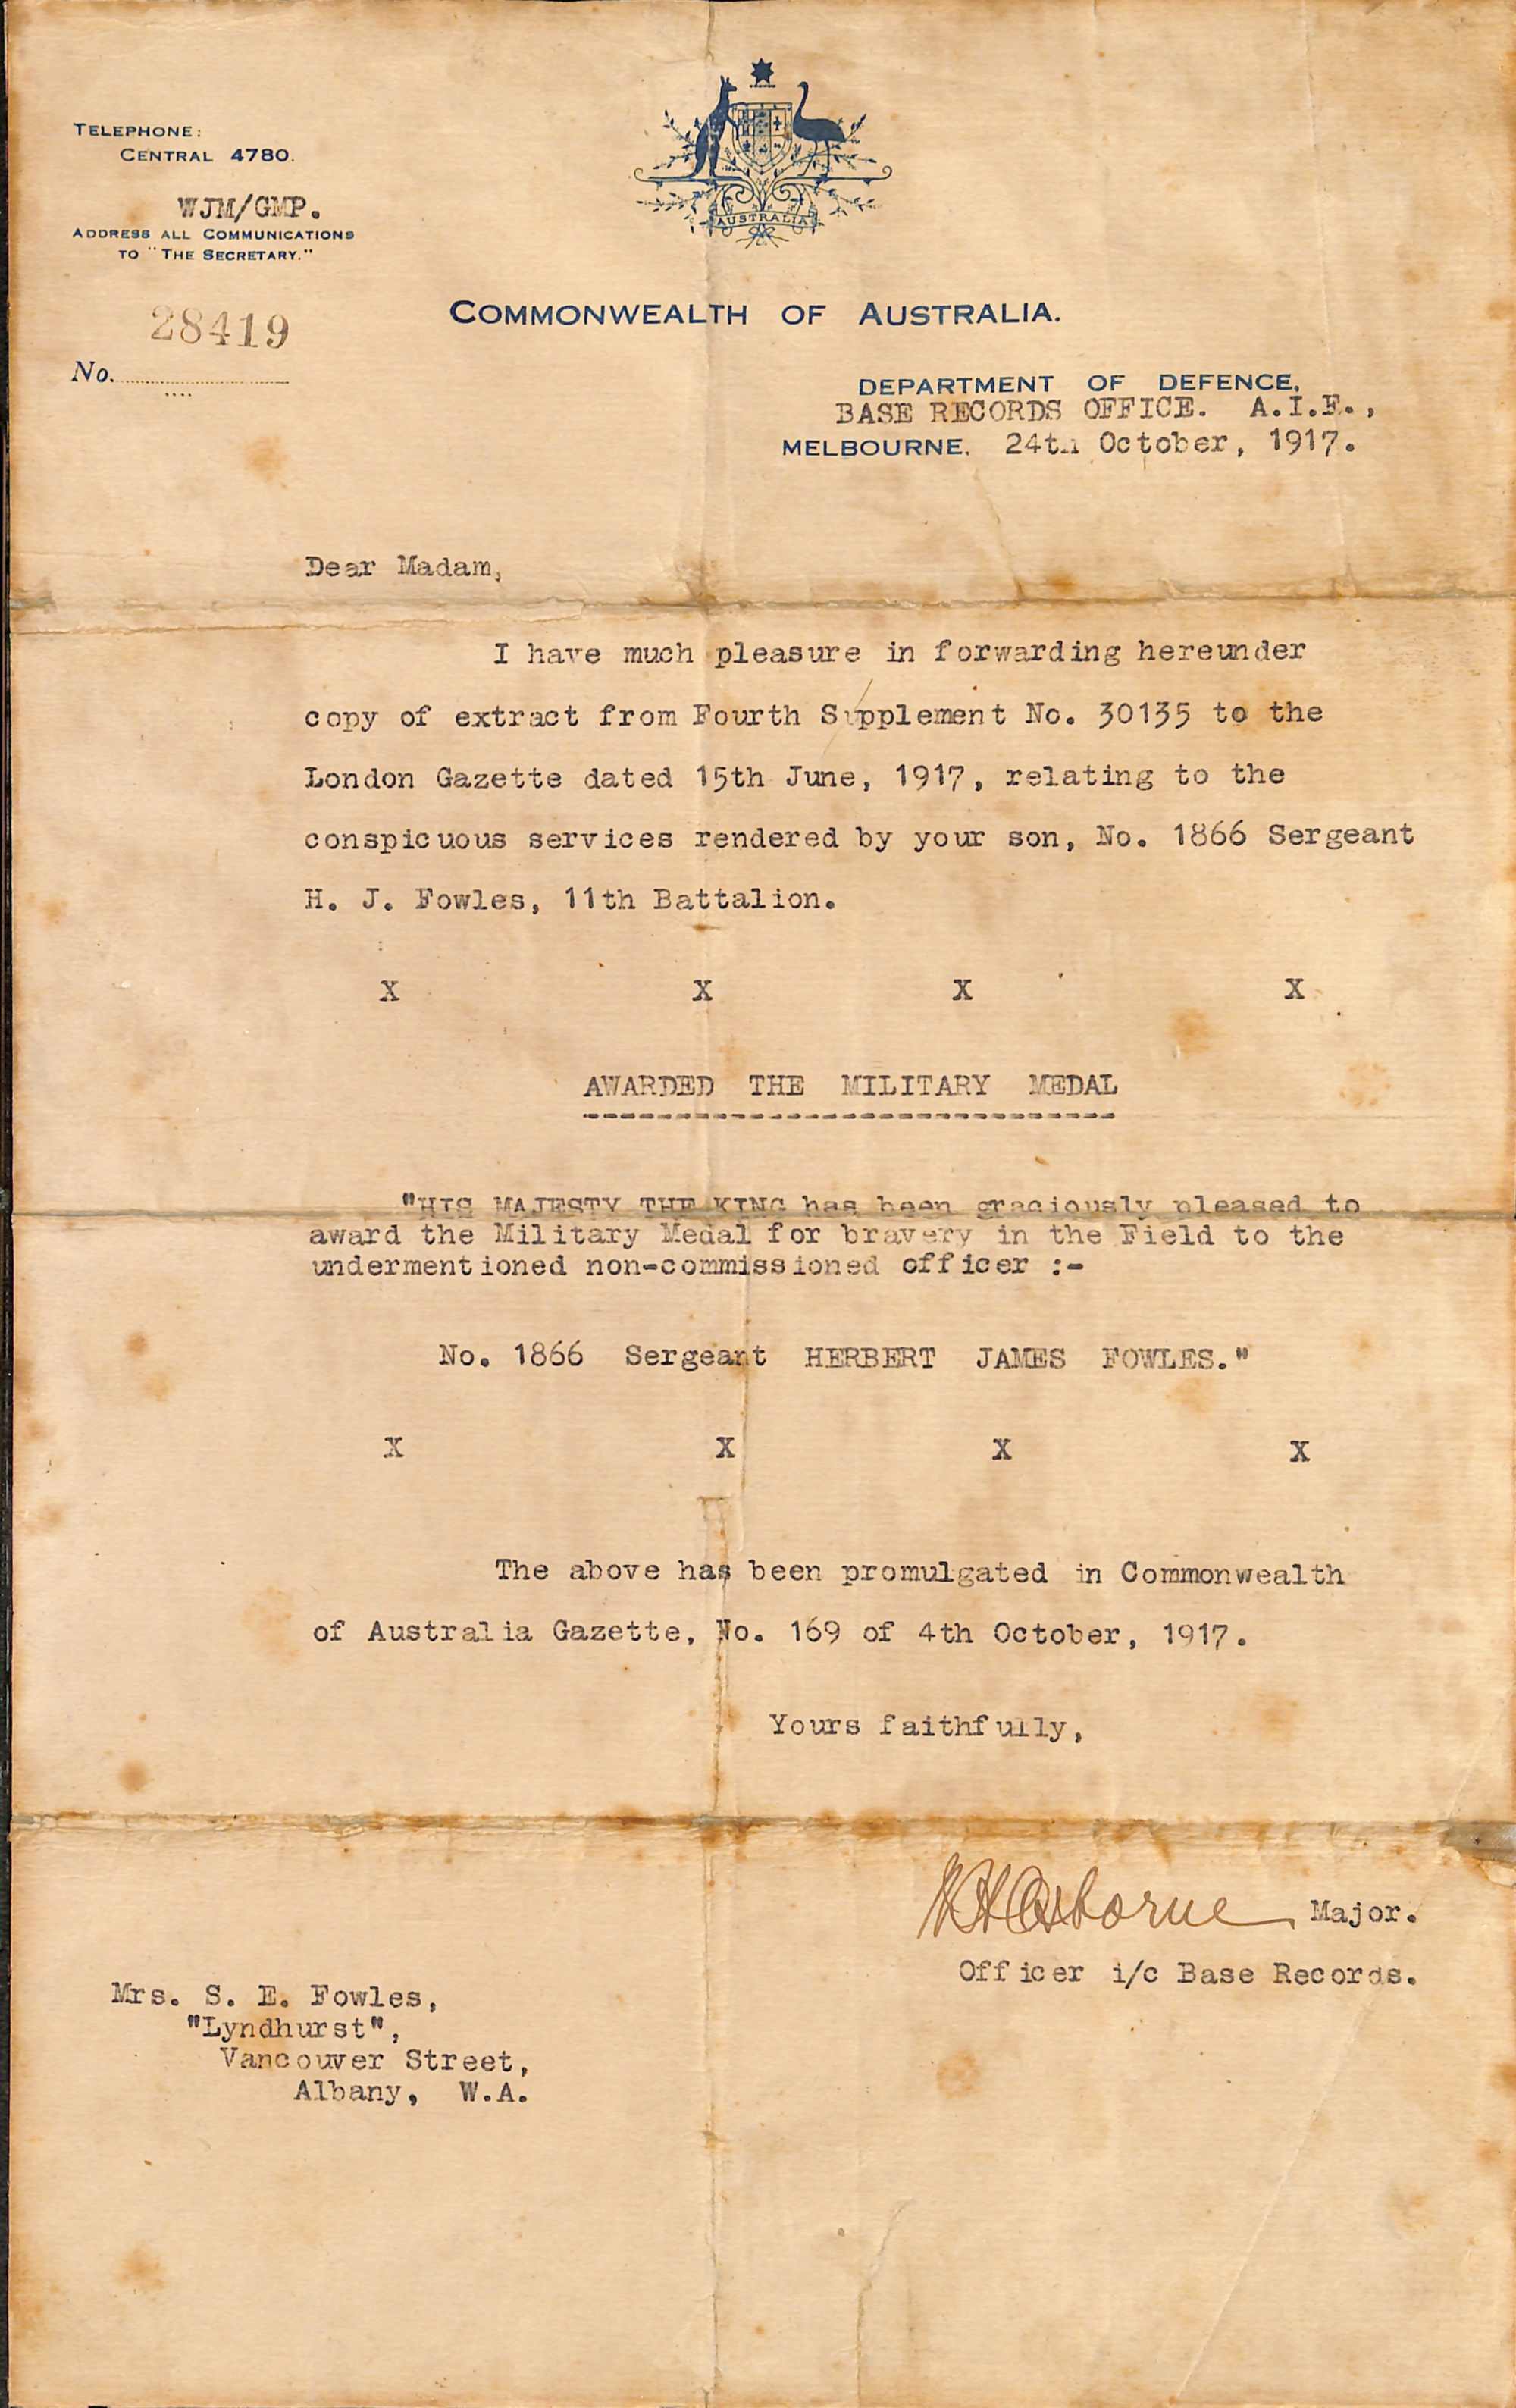 TELEPHONE:
CENTRAL 4780.
WJM/GMP.
ADDRESS ALL COMMUNICATIONS
TO "THE SECRETARY."
28419
No.
AUSTRALIA
COMMONWEALTH OF AUSTRALIA.
DEPARTMENT OF DEFENCE,
BASE RECORDS OFFICE. A.I.F.,
MELBOURNE. 24th October, 1917.
Dear Madam,
I have much pleasure in forwarding hereunder
copy of extract from Fourth Supplement No. 30135 to the
London Gazette dated 15th June, 1917, relating to the
conspicuous services rendered by your son, No. 1866 Sergeant
H. J. Fowles, 11th Battalion.
X X X X
AWARDED THE MILITARY MEDAL
"HIS MAJESTY THE KING has been graciously pleased to
award the Military Medal for bravery in the Field to the
undermentioned non-commissioned officer :-
No. 1866 Sergeant HERBERT JAMES FOWLES."
X X X X
The above has been promulgated in Commonwealth
of Australia Gazette, No. 169 of 4th October, 1917.
Yours faithfully,
Osborne Major.
Officer i/c Base Records.
Mrs. S. E. Fowles,
"Lyndhurst",
Vancouver Street,
Albany, W.A.